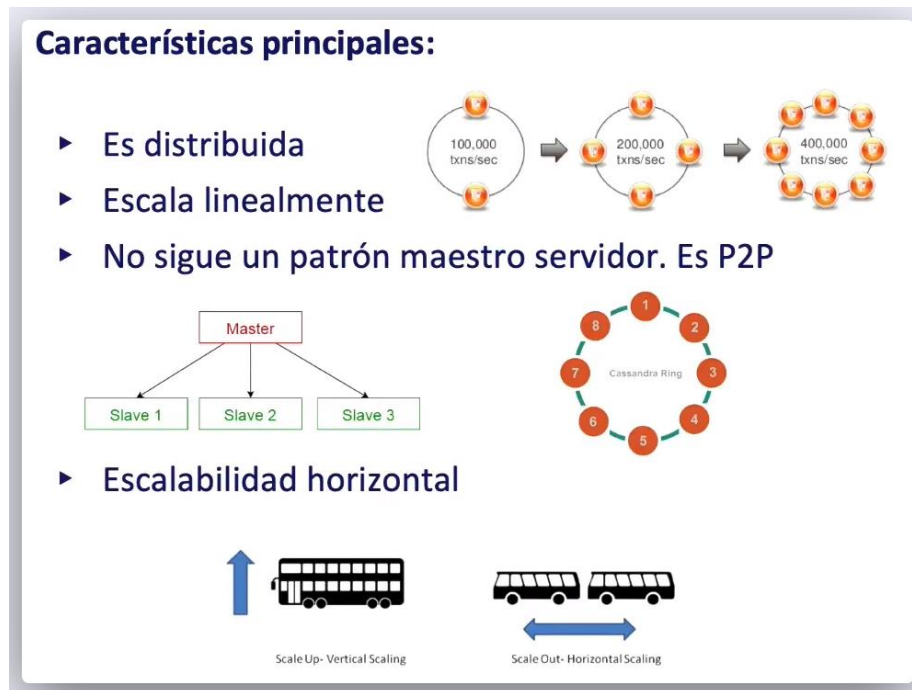 Características principales:
Es distribuida
100,000
txns/sec
200,000
txns/sec
400,000
txns/sec
Escala linealmente
No sigue un patrón maestro servidor. Es P2P
Master
Slave 1
Slave 2
Slave 3
1
2
3
4
5
6
7
8
Cassandra Ring
Escalabilidad horizontal
Scale Up- Vertical Scaling
Scale Out- Horizontal Scaling